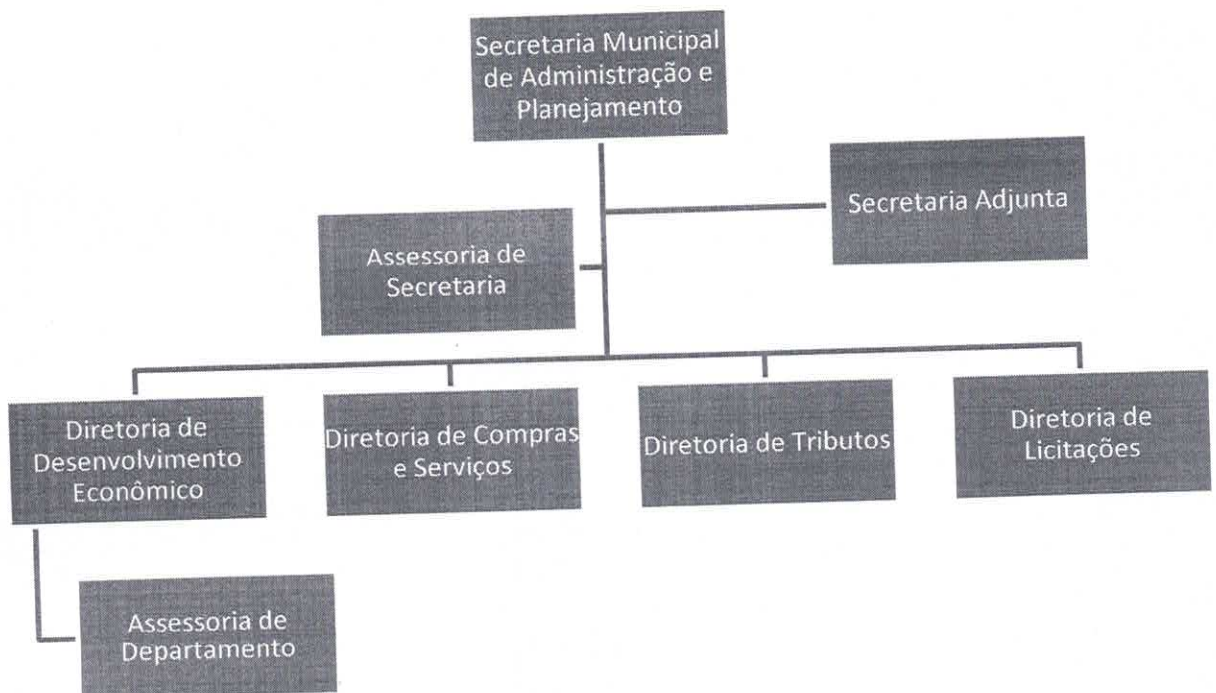 Secretaria Municipal
de Administração e
Planejamento
Secretaria Adjunta
Assessoria de
Secretaria
Diretoria de
Desenvolvimento
Econômico
Diretoria de Compras
e Serviços
Diretoria de Tributos
Diretoria de
Licitações
Assessoria de
Departamento